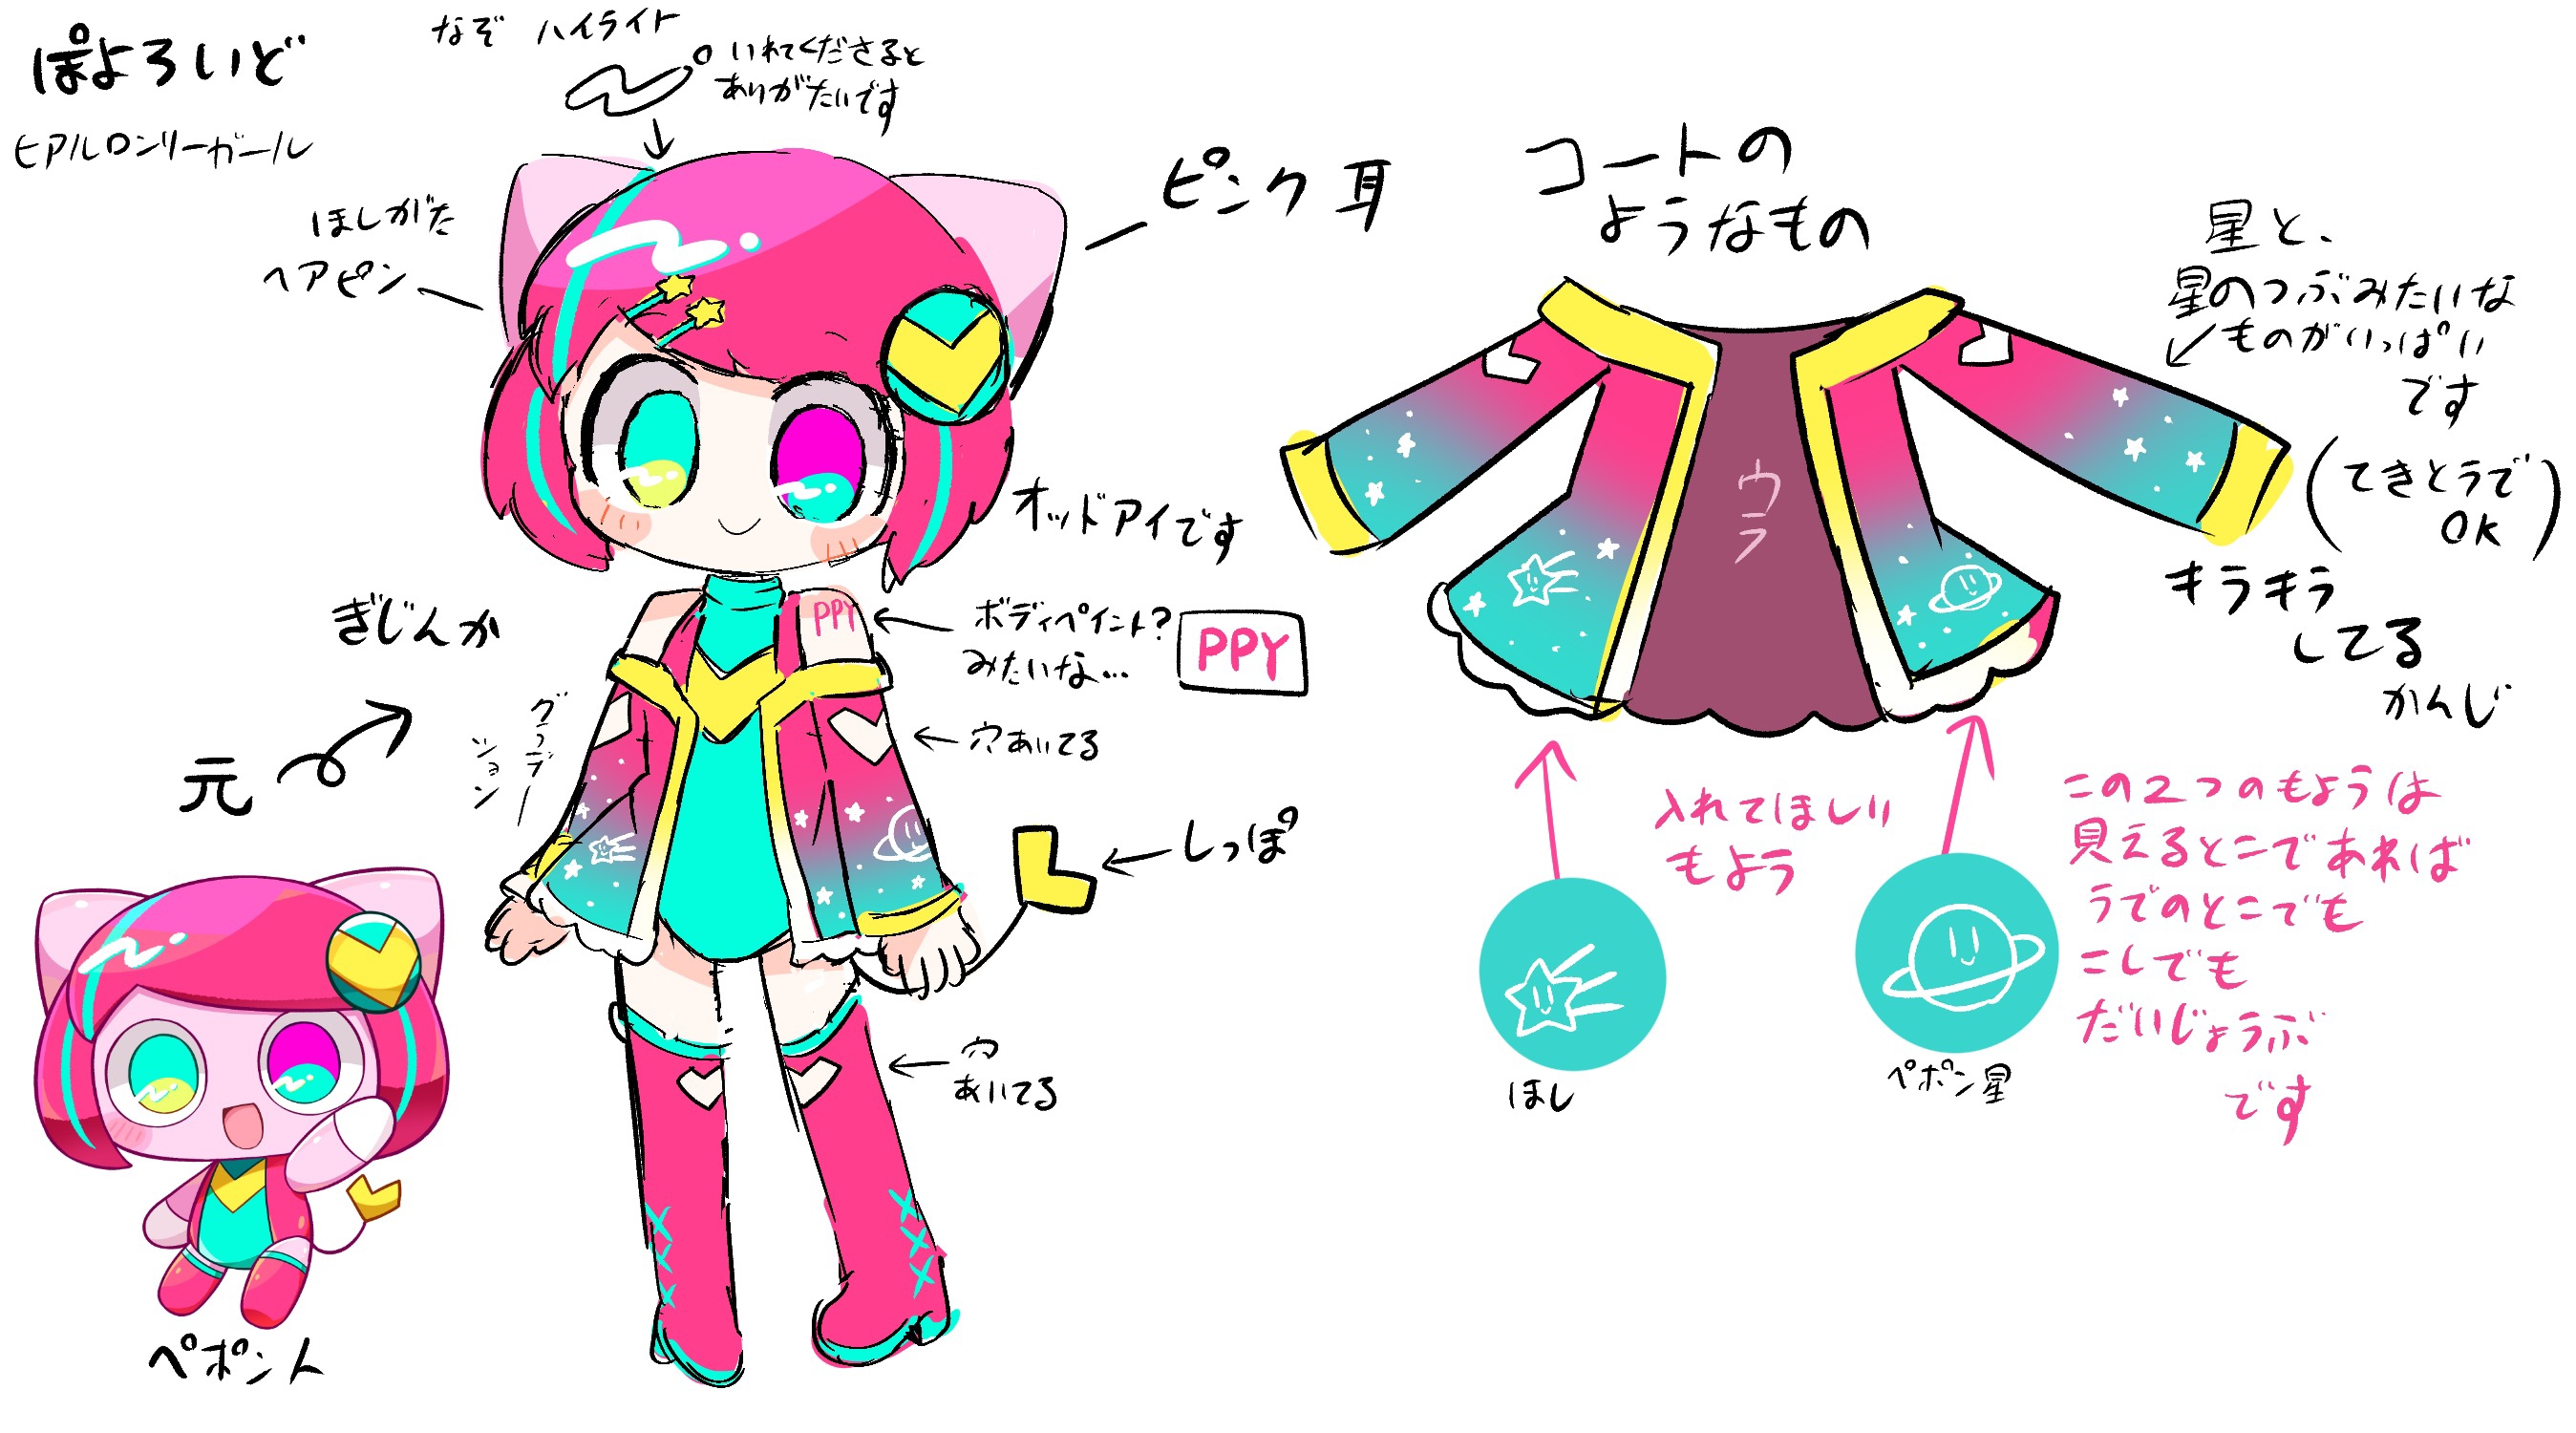 ぽよろいど
ヒアルロンリーガール
なぞ ハイライト
いれてくださると
ありがたいです
ほしがた
ヘアピン
ピンク耳
オッドアイです
ぎじんか
元
ペポン人
グラデー
ション
PPY
ボディペイント?
みたいな…
PPY
穴あいてる
しっぽ
穴
あいてる
コートの
ようなもの
ウラ
星と、
星のつぶみたいな
ものがいっぱい
です
(てきとうで
OK)
キラキラ
してる
かんじ
入れてほしい
もよう
ほし
ペポン星
この2つのもようは
見えるとこであれば
うでのとこでも
こしでも
だいじょうぶ
です